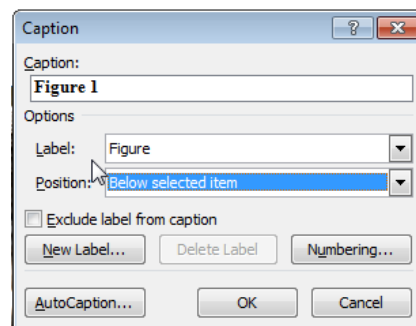 Caption
Caption:
Figure 1
Options
Label: Figure
Position: Below selected item
Exclude label from caption
New Label... Delete Label Numbering...
AutoCaption... OK Cancel